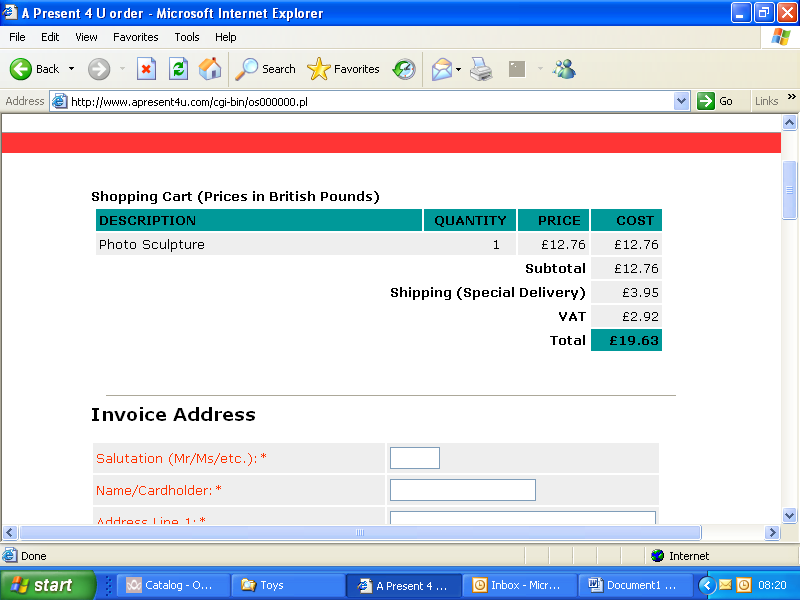 A Present 4 U order - Microsoft Internet Explorer
File Edit View Favorites Tools Help
Back Search Favorites
Address http://www.apresent4u.com/cgi-bin/os000000.pl Go Links »
Shopping Cart (Prices in British Pounds)
DESCRIPTION QUANTITY PRICE COST
Photo Sculpture 1 £12.76 £12.76
Subtotal £12.76
Shipping (Special Delivery) £3.95
VAT £2.92
Total £19.63
Invoice Address
Salutation (Mr/Ms/etc.): *
Name/Cardholder: *
Address Line 1: *
Done Internet
start Catalog - O... Toys A Present 4 ... Inbox - Micr... Document1 ... 08:20